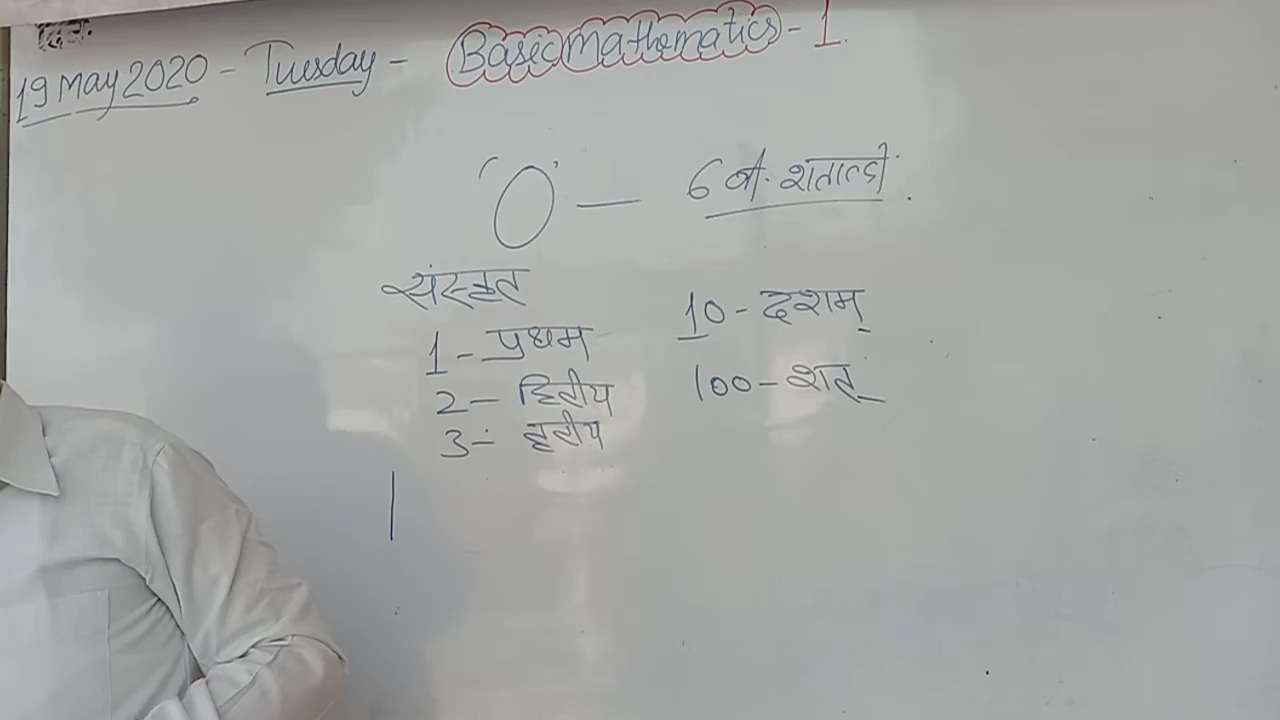 19 May 2020 - Tuesday - Basic Mathematics - 1
'0' — 6 वी. शताब्दी.
संस्कृत
1 - प्रथम
2 - द्वितीय
3 - तृतीय
10 - दशम्
100 - शत्